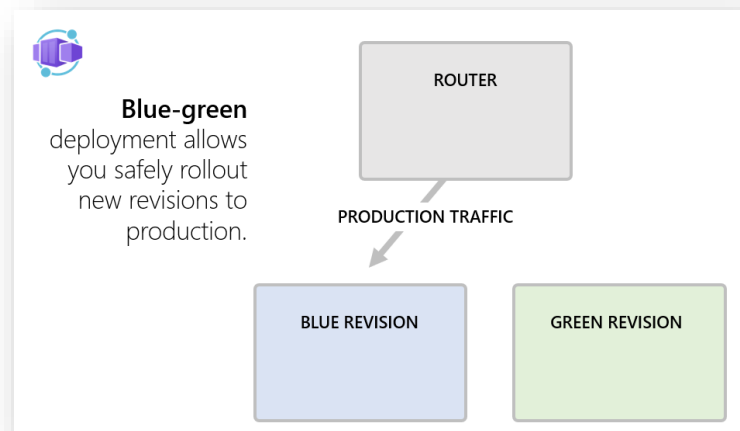 Blue-green
deployment allows
you safely rollout
new revisions to
production.
ROUTER
PRODUCTION TRAFFIC
BLUE REVISION
GREEN REVISION